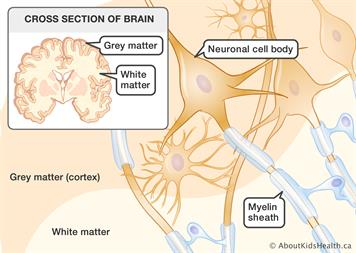 CROSS SECTION OF BRAIN
Grey matter
White
matter
Neuronal cell body
Grey matter (cortex)
Myelin
sheath
White matter
© AboutKidsHealth.ca